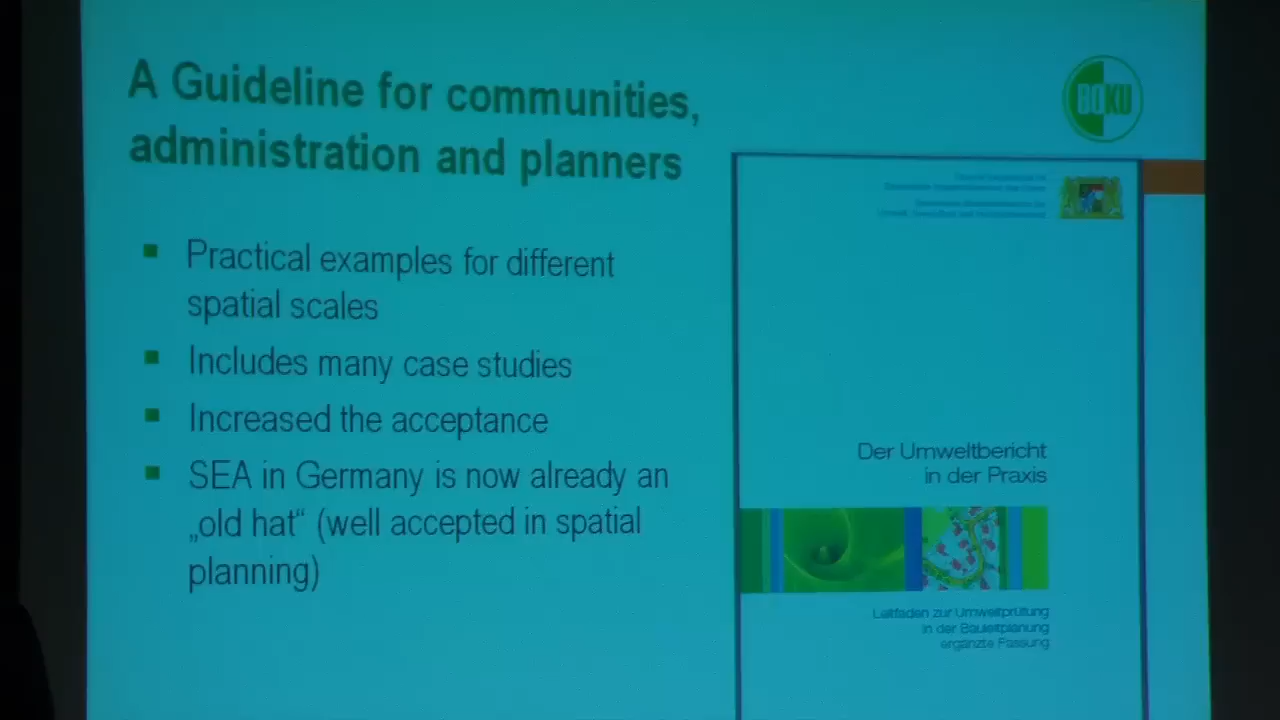 A Guideline for communities,
administration and planners
BOKU
Practical examples for different
spatial scales
Includes many case studies
Increased the acceptance
SEA in Germany is now already an
„old hat“ (well accepted in spatial
planning)
Der Umweltbericht
in der Praxis
Leitfaden zur Umweltprüfung
in der Bauleitplanung
ergänzte Fassung